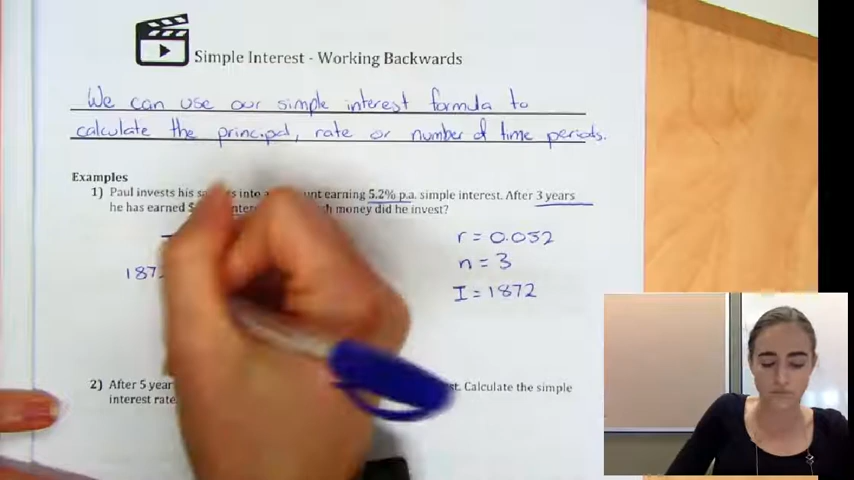 Simple Interest - Working Backwards
We can use our simple interest formula to
calculate the principal, rate or number of time periods.
Examples
1) Paul invests his into a earning 5.2% p.a. simple interest. After 3 years
he has earned $ money did he invest?
r = 0.052
n = 3
I = 1872
187
2) After 5 year st. Calculate the simple
interest rate